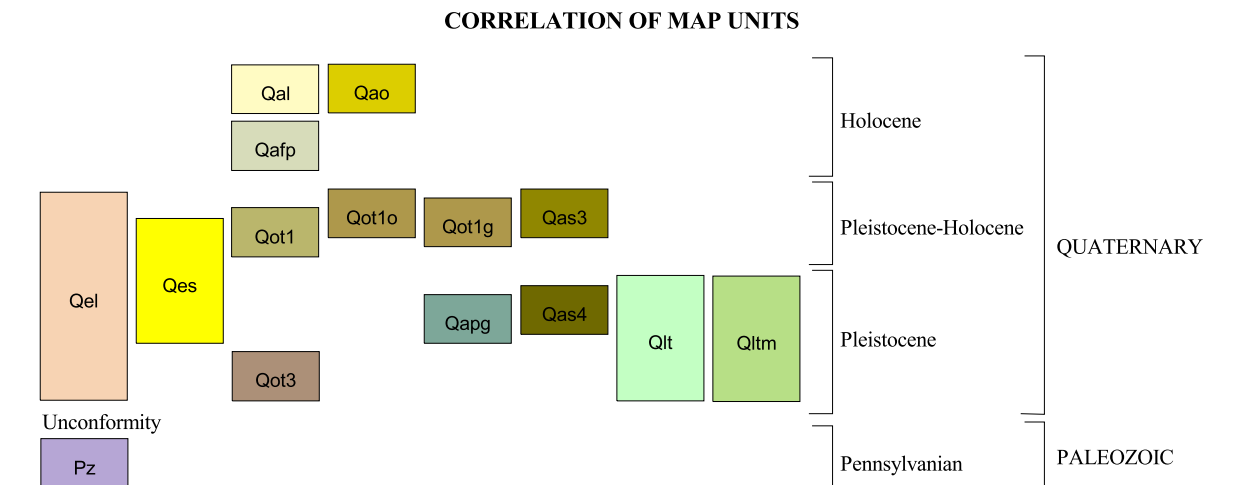 CORRELATION OF MAP UNITS
Qal
Qao
Holocene
Qafp
Qot1o
Qot1g
Qas3
Qot1
Pleistocene-Holocene
QUATERNARY
Qel
Qes
Qapg
Qas4
Qlt
Qltm
Pleistocene
Qot3
Unconformity
Pz
Pennsylvanian
PALEOZOIC